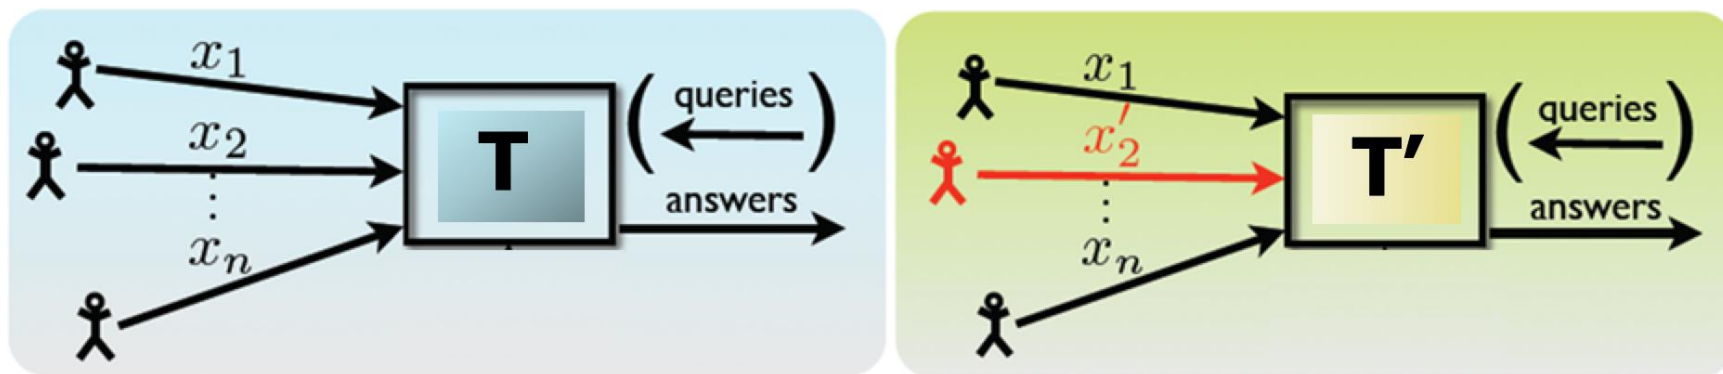 x₁
x₂
⋮
xₙ
T
( queries )
answers
x₁
x₂′
⋮
xₙ
T′
( queries )
answers